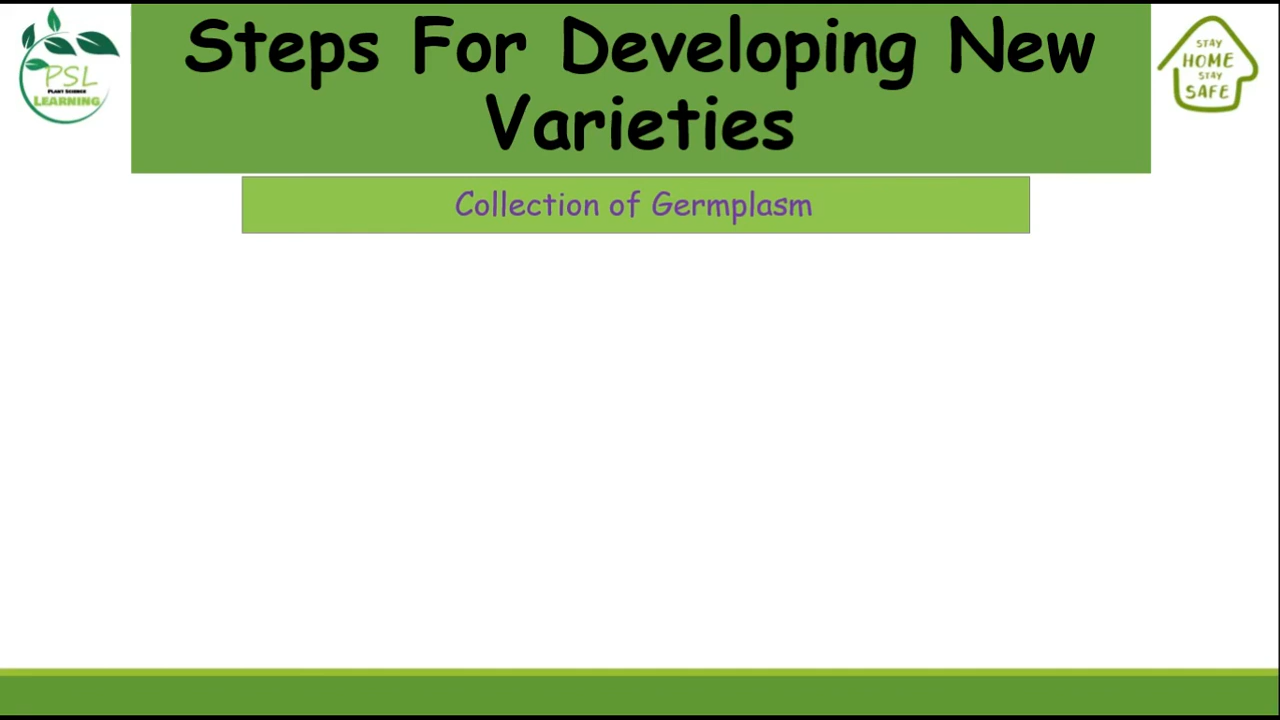 Steps For Developing New
Varieties
Collection of Germplasm
PSL
PLANT SCIENCE
LEARNING
STAY
HOME
STAY
SAFE